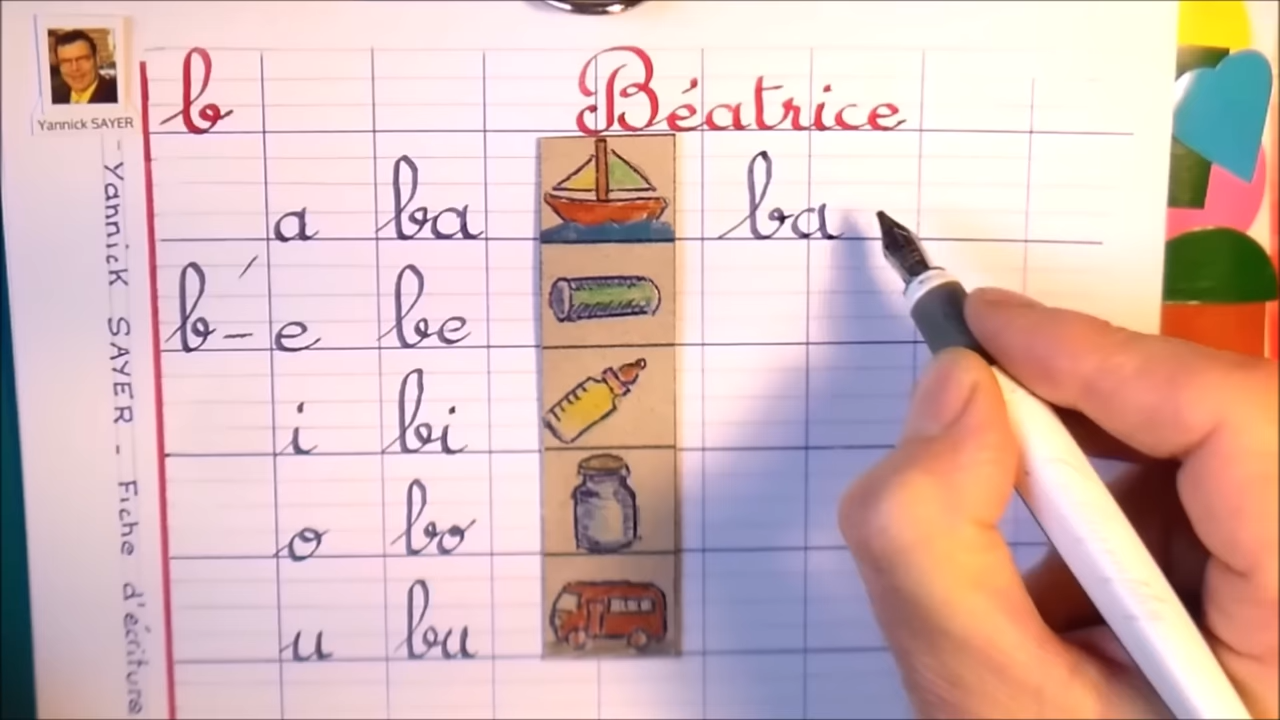 b Béatrice
Yannick SAYER
a ba ba
b- é be
i bi
o bo
u bu
- Yannick SAYER - Fiche d'écriture